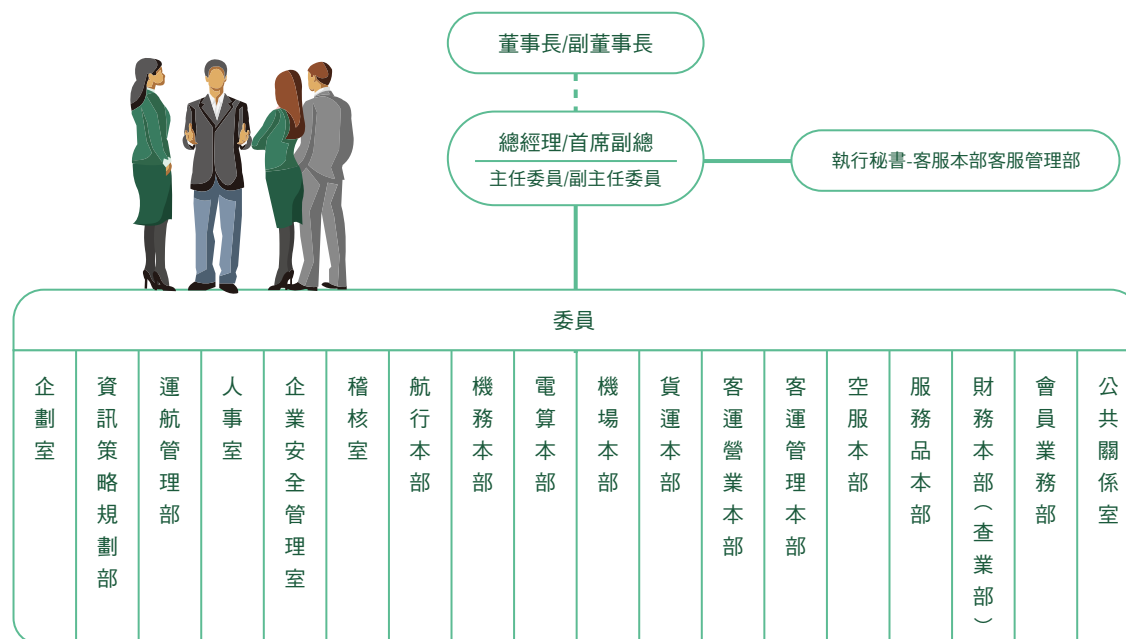 董事長/副董事長
總經理/首席副總
主任委員/副主任委員
執行秘書-客服本部客服管理部
委員
企劃室
資訊策略規劃部
運航管理部
人事室
企業安全管理室
稽核室
航行本部
機務本部
電算本部
機場本部
貨運本部
客運營業本部
客運管理本部
空服本部
服務品本部
財務本部(查業部)
會員業務部
公共關係室